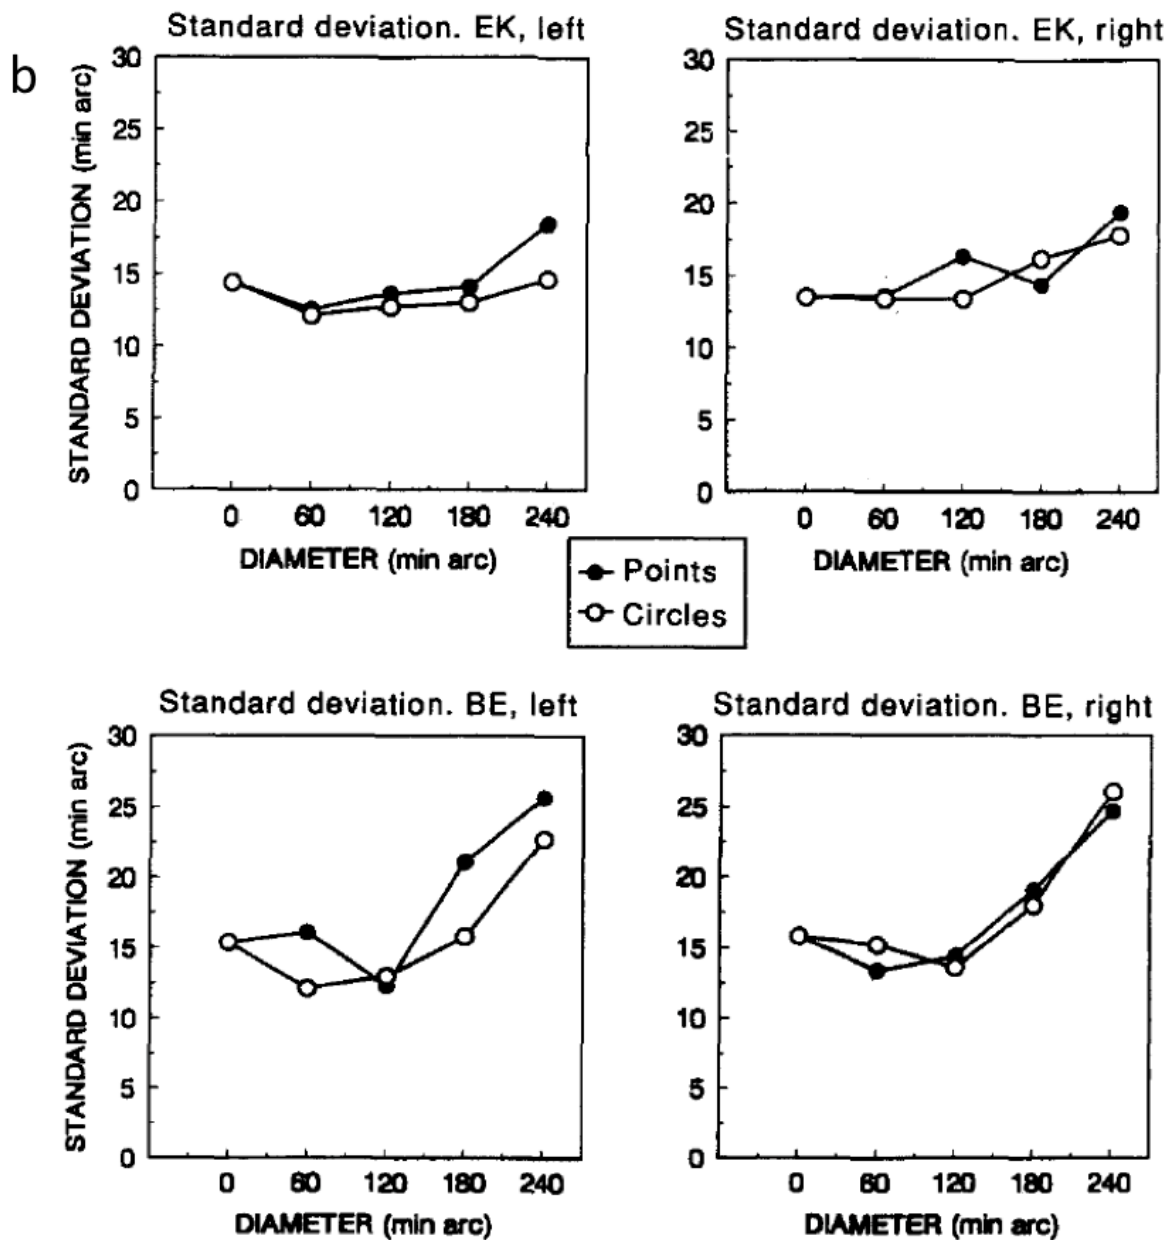 b
Standard deviation. EK, left
30
25
20
15
10
5
0
STANDARD DEVIATION (min arc)
0 60 120 180 240
DIAMETER (min arc)
Standard deviation. EK, right
30
25
20
15
10
5
0
0 60 120 180 240
DIAMETER (min arc)
Points
Circles
Standard deviation. BE, left
30
25
20
15
10
5
0
STANDARD DEVIATION (min arc)
0 60 120 180 240
DIAMETER (min arc)
Standard deviation. BE, right
30
25
20
15
10
5
0
0 60 120 180 240
DIAMETER (min arc)